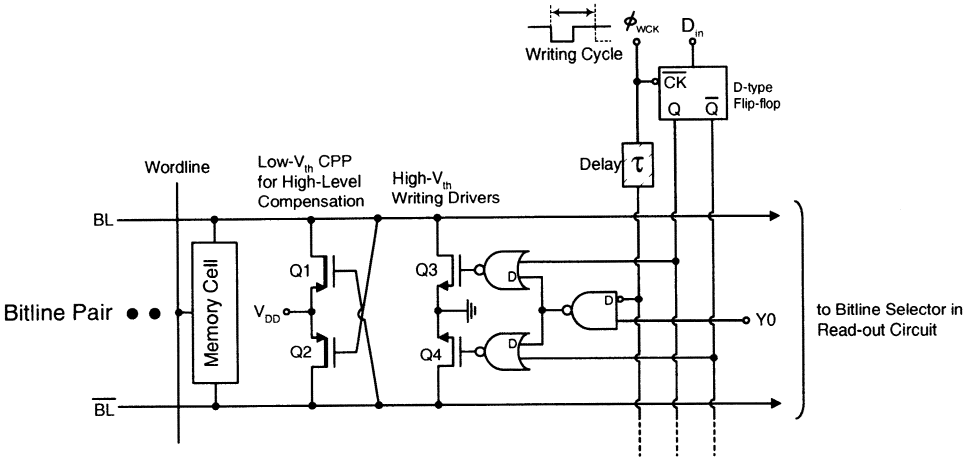 ϕWCK
Din
Writing Cycle
CK
D-type
Flip-flop
Q
Q
Delay
τ
Wordline
Low-Vth CPP
for High-Level
Compensation
High-Vth
Writing Drivers
BL
Q1
Q3
D
D
Bitline Pair
Memory Cell
VDD
Y0
to Bitline Selector in
Read-out Circuit
Q2
Q4
D
BL